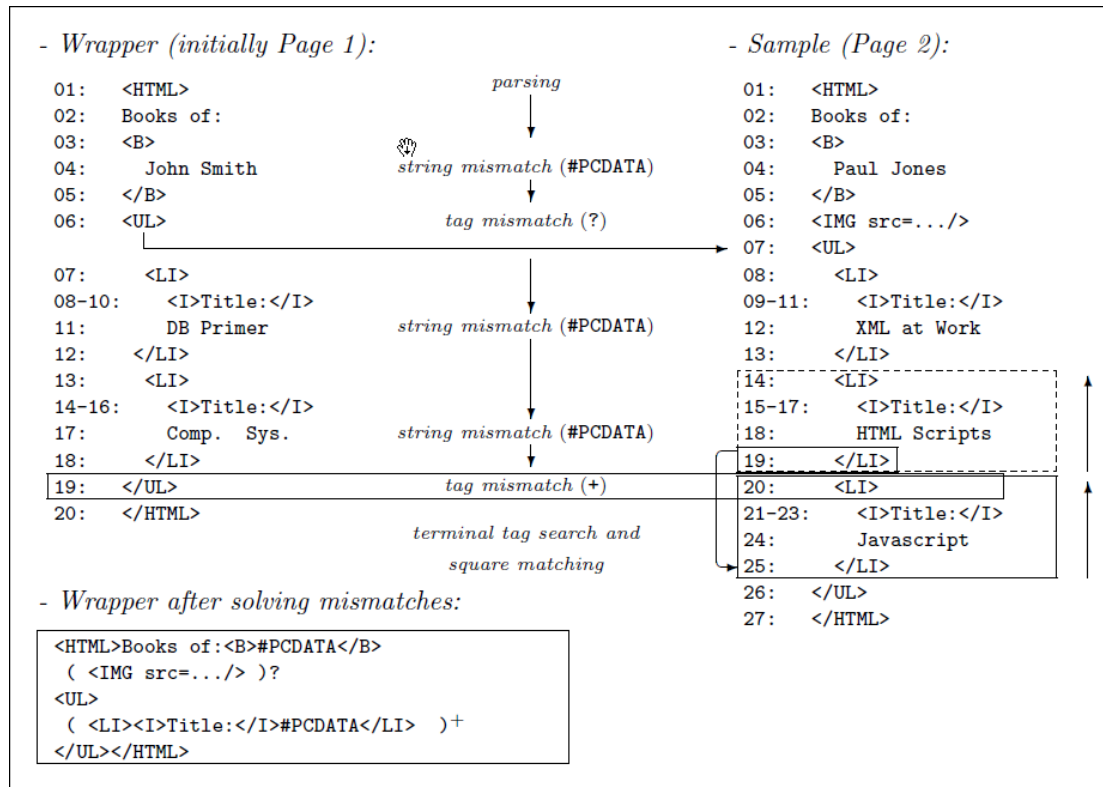 - Wrapper (initially Page 1):
01: <HTML>
02: Books of:
03: <B>
04: John Smith
05: </B>
06: <UL>
07: <LI>
08-10: <I>Title:</I>
11: DB Primer
12: </LI>
13: <LI>
14-16: <I>Title:</I>
17: Comp. Sys.
18: </LI>
19: </UL>
20: </HTML>
parsing
string mismatch (#PCDATA)
tag mismatch (?)
string mismatch (#PCDATA)
string mismatch (#PCDATA)
tag mismatch (+)
terminal tag search and
square matching
- Sample (Page 2):
01: <HTML>
02: Books of:
03: <B>
04: Paul Jones
05: </B>
06: <IMG src=.../>
07: <UL>
08: <LI>
09-11: <I>Title:</I>
12: XML at Work
13: </LI>
14: <LI>
15-17: <I>Title:</I>
18: HTML Scripts
19: </LI>
20: <LI>
21-23: <I>Title:</I>
24: Javascript
25: </LI>
26: </UL>
27: </HTML>
- Wrapper after solving mismatches:
<HTML>Books of:<B>#PCDATA</B>
( <IMG src=.../> )?
<UL>
( <LI><I>Title:</I>#PCDATA</LI> )+
</UL></HTML>